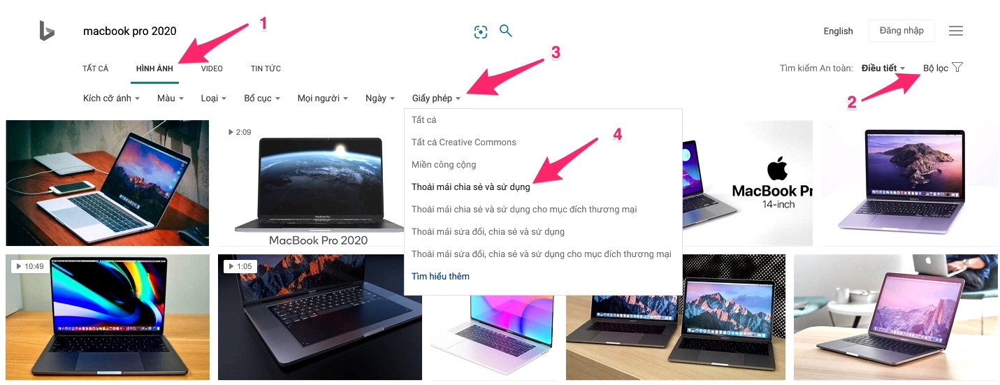 macbook pro 2020
English
Đăng nhập
1
TẤT CẢ
HÌNH ẢNH
VIDEO
TIN TỨC
3
Tìm kiếm An toàn:
Điều tiết
Bộ lọc
2
Kích cỡ ảnh
Màu
Loại
Bố cục
Mọi người
Ngày
Giấy phép
Tất cả
Tất cả Creative Commons
Miền công cộng
Thoải mái chia sẻ và sử dụng
Thoải mái chia sẻ và sử dụng cho mục đích thương mại
Thoải mái sửa đổi, chia sẻ và sử dụng
Thoải mái sửa đổi, chia sẻ và sử dụng cho mục đích thương mại
Tìm hiểu thêm
4
2:09
MacBook Pro 2020
MacBook Pr
14-inch
10:49
1:05